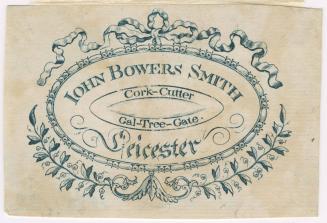 JOHN BOWERS SMITH
Cork-Cutter
Gal-Tree-Gate.
Leicester